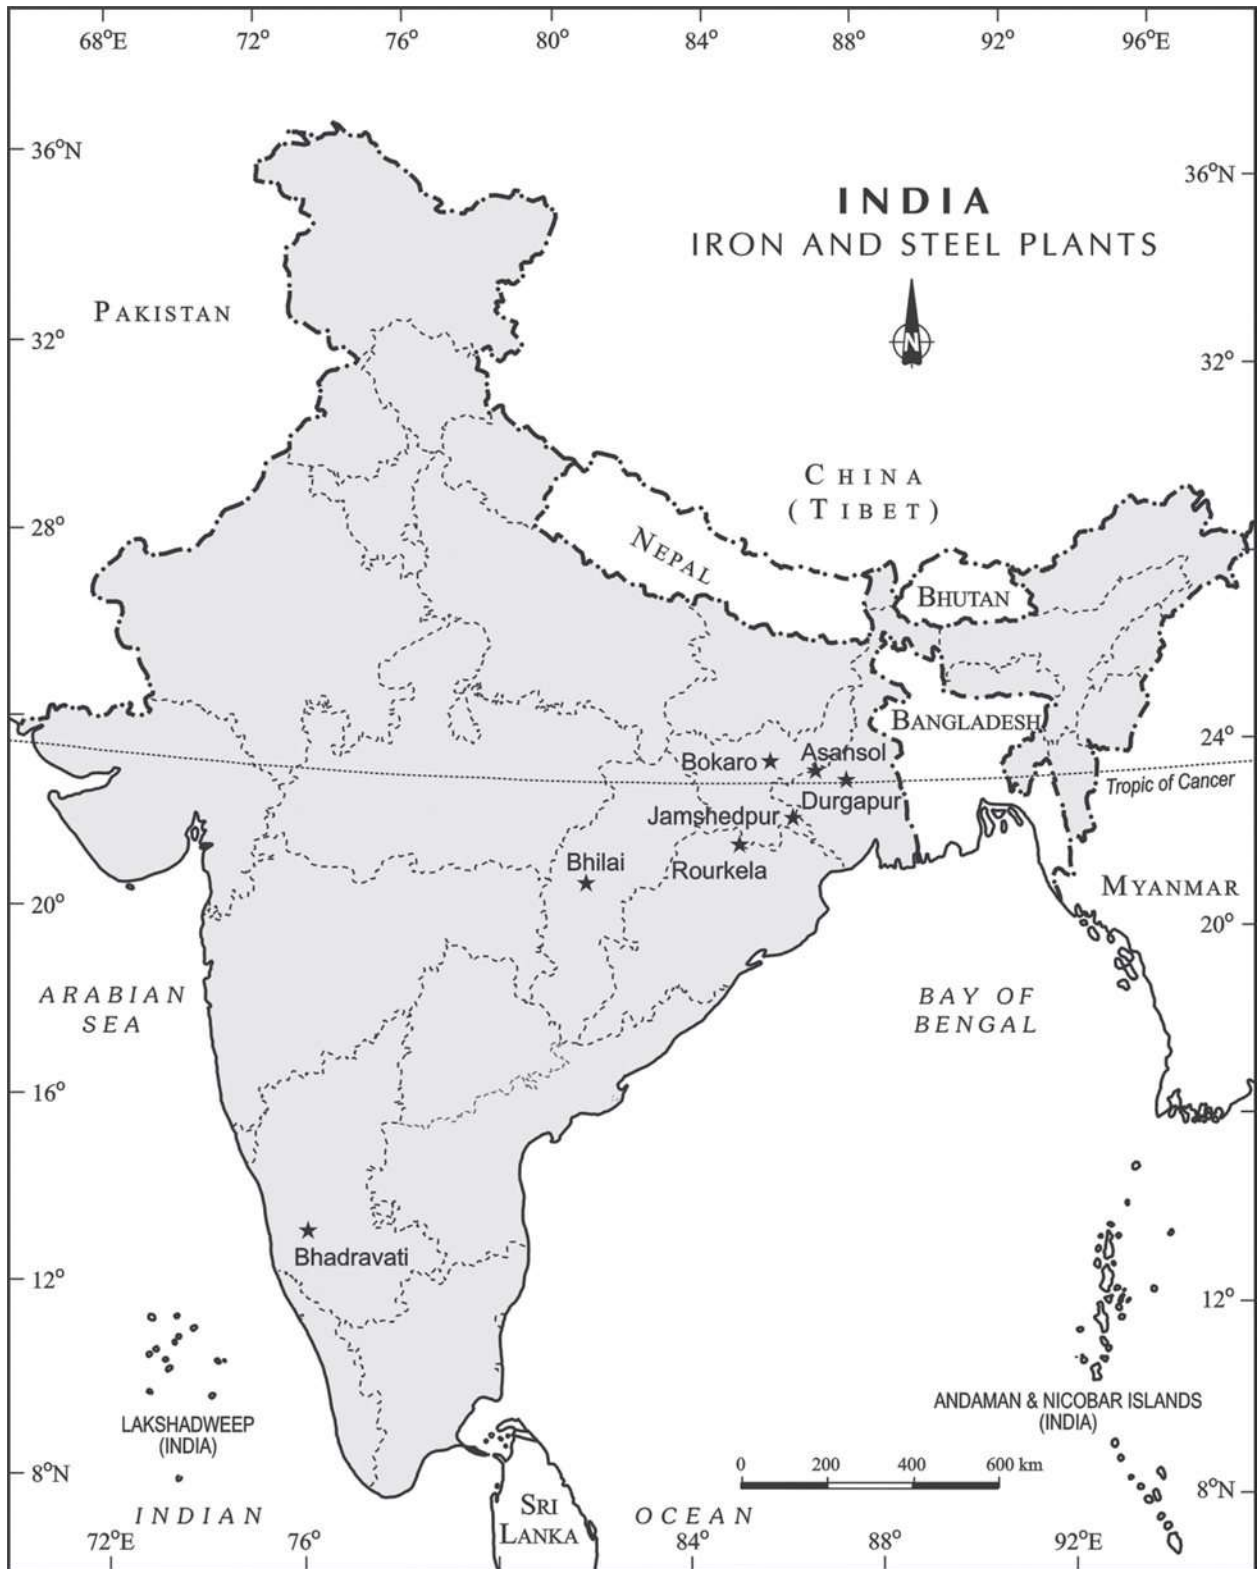 68°E 72° 76° 80° 84° 88° 92° 96°E
36°N
36°N
INDIA
IRON AND STEEL PLANTS
N
PAKISTAN
32°
32°
CHINA
(TIBET)
28°
NEPAL
BHUTAN
BANGLADESH
24°
Bokaro
Asansol
Tropic of Cancer
Durgapur
Jamshedpur
Bhilai
Rourkela
MYANMAR
20°
20°
ARABIAN
SEA
BAY OF
BENGAL
16°
Bhadravati
12°
12°
LAKSHADWEEP
(INDIA)
ANDAMAN & NICOBAR ISLANDS
(INDIA)
0 200 400 600 km
8°N
8°N
INDIAN
SRI
LANKA
OCEAN
72°E 76° 84° 88° 92°E